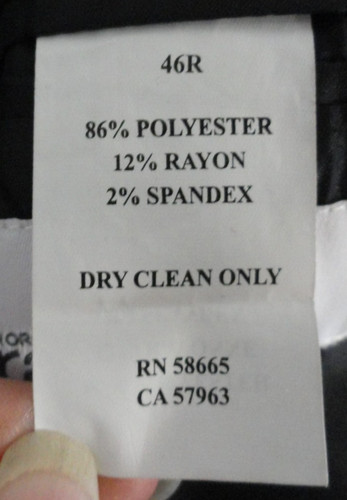 46R
86% POLYESTER
12% RAYON
2% SPANDEX
DRY CLEAN ONLY
RN 58665
CA 57963